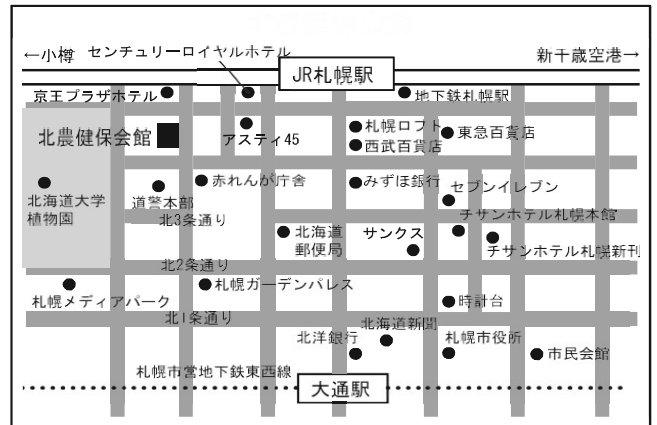 ←小樽
センチュリーロイヤルホテル
JR札幌駅
新千歳空港→
京王プラザホテル
地下鉄札幌駅
北農健保会館
アスティ45
札幌ロフト
西武百貨店
東急百貨店
北海道大学
植物園
道警本部
赤れんが庁舎
みずほ銀行
セブンイレブン
北3条通り
チサンホテル札幌本館
北海道
郵便局
サンクス
チサンホテル札幌新刊
北2条通り
札幌メディアパーク
札幌ガーデンパレス
時計台
北1条通り
北洋銀行
北海道新聞
札幌市役所
市民会館
札幌市営地下鉄東西線
大通駅